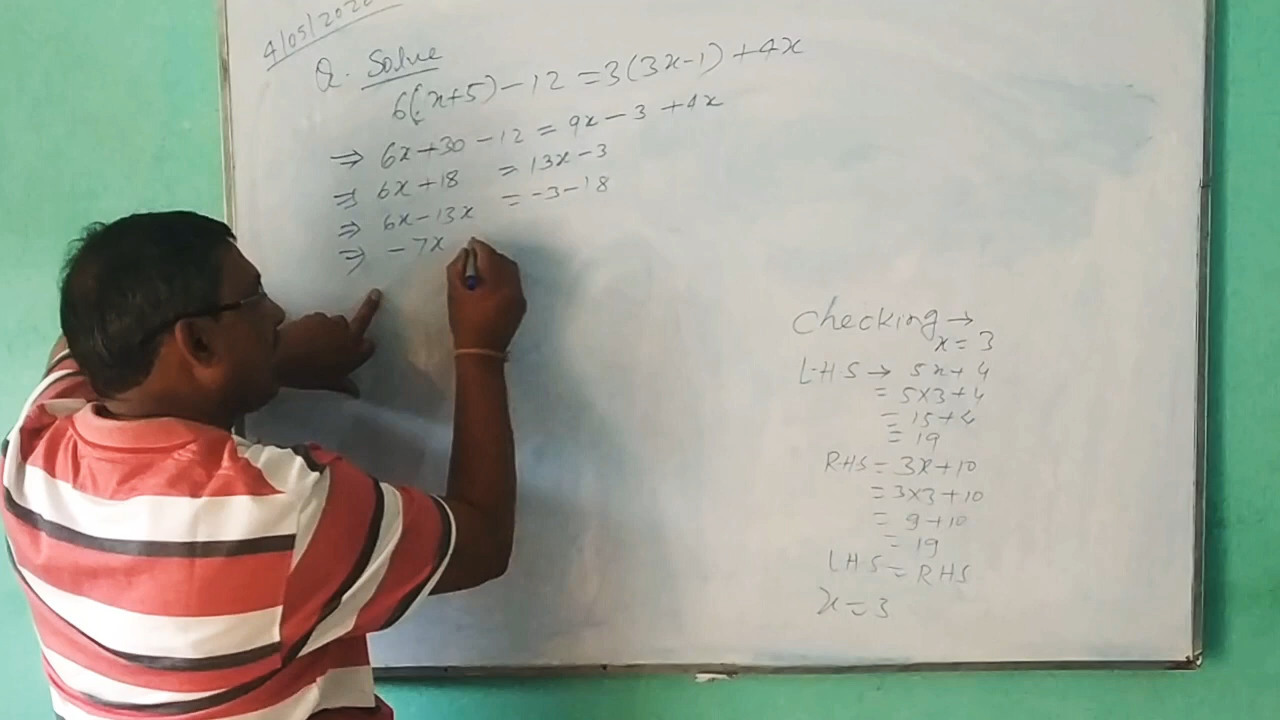 4/05/202
Q. Solve
6(x+5)-12=3(3x-1)+4x
⇒ 6x+30-12=9x-3+4x
⇒ 6x+18 =13x-3
⇒ 6x-13x =-3-18
⇒ -7x
Checking→
x=3
LHS→ 5x+4
=5×3+4
=15+4
=19
RHS=3x+10
=3×3+10
=9+10
=19
LHS=RHS
x=3